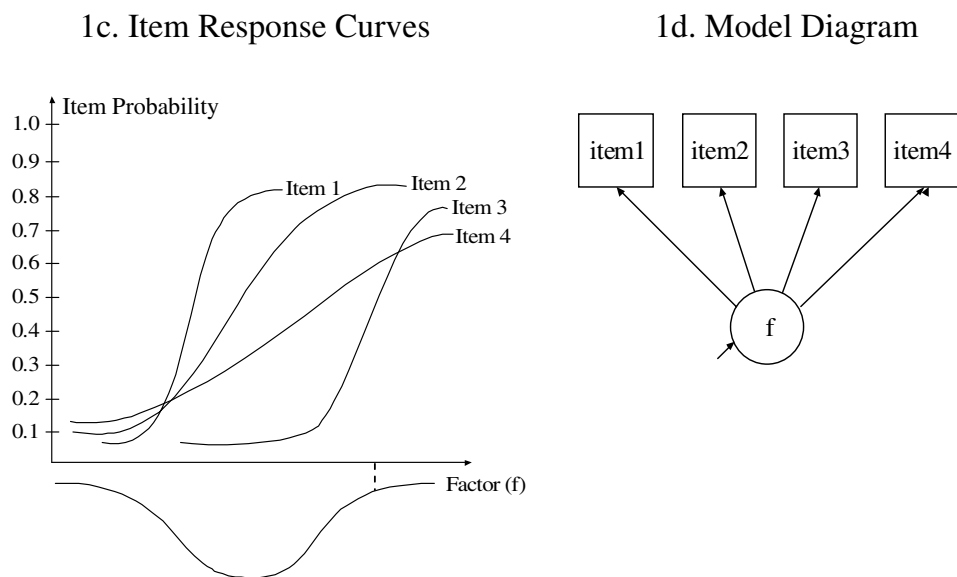 1c. Item Response Curves
1d. Model Diagram
Item Probability
1.0
0.9
0.8
0.7
0.6
0.5
0.4
0.3
0.2
0.1
Item 1
Item 2
Item 3
Item 4
Factor (f)
item1 item2 item3 item4
f